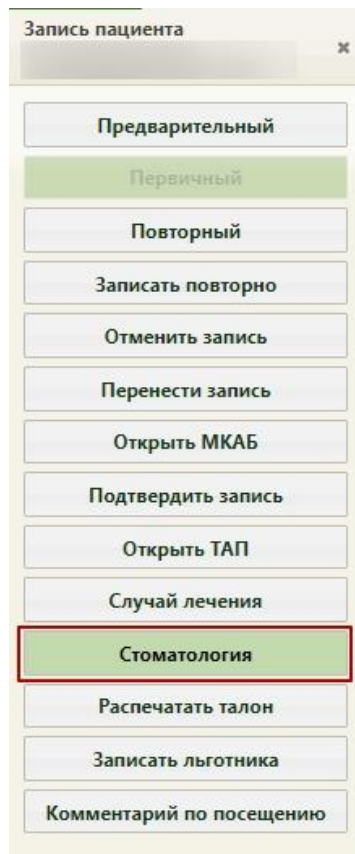 Запись пациента
Предварительный
Первичный
Повторный
Записать повторно
Отменить запись
Перенести запись
Открыть МКАБ
Подтвердить запись
Открыть ТАП
Случай лечения
Стоматология
Распечатать талон
Записать льготника
Комментарий по посещению